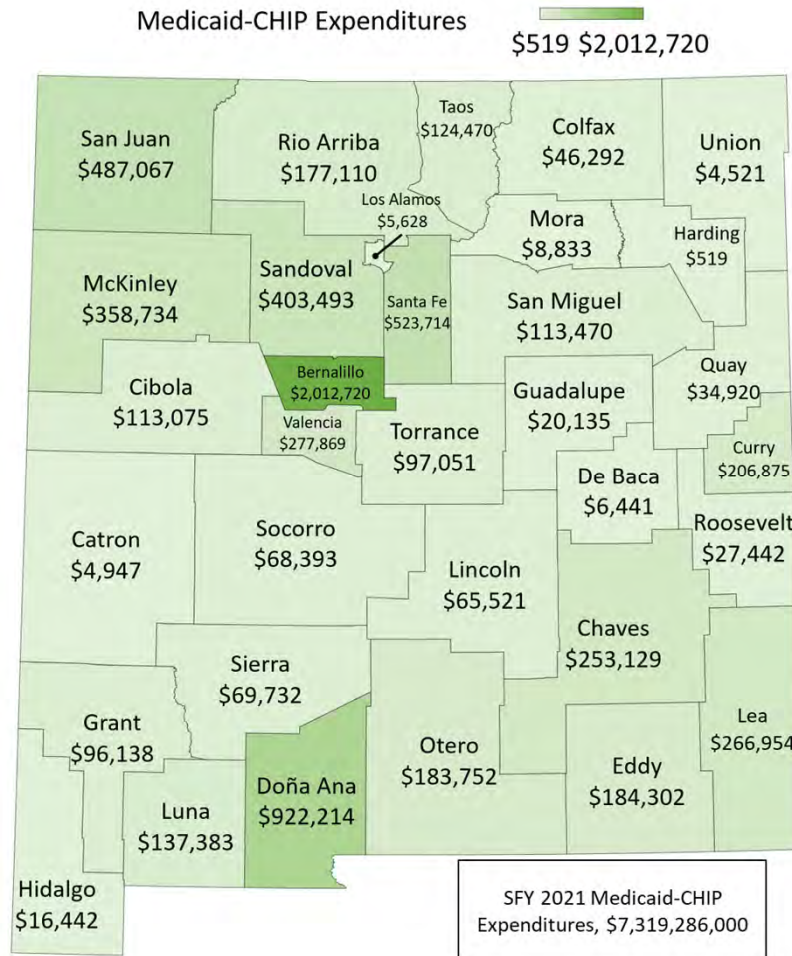 Medicaid-CHIP Expenditures
$519 $2,012,720
San Juan
$487,067
Rio Arriba
$177,110
Taos
$124,470
Colfax
$46,292
Union
$4,521
Los Alamos
$5,628
Mora
$8,833
Harding
$519
McKinley
$358,734
Sandoval
$403,493
Santa Fe
$523,714
San Miguel
$113,470
Quay
$34,920
Cibola
$113,075
Bernalillo
$2,012,720
Valencia
$277,869
Torrance
$97,051
Guadalupe
$20,135
Curry
$206,875
De Baca
$6,441
Roosevelt
$27,442
Catron
$4,947
Socorro
$68,393
Lincoln
$65,521
Chaves
$253,129
Sierra
$69,732
Grant
$96,138
Doña Ana
$922,214
Otero
$183,752
Eddy
$184,302
Lea
$266,954
Luna
$137,383
Hidalgo
$16,442
SFY 2021 Medicaid-CHIP
Expenditures, $7,319,286,000